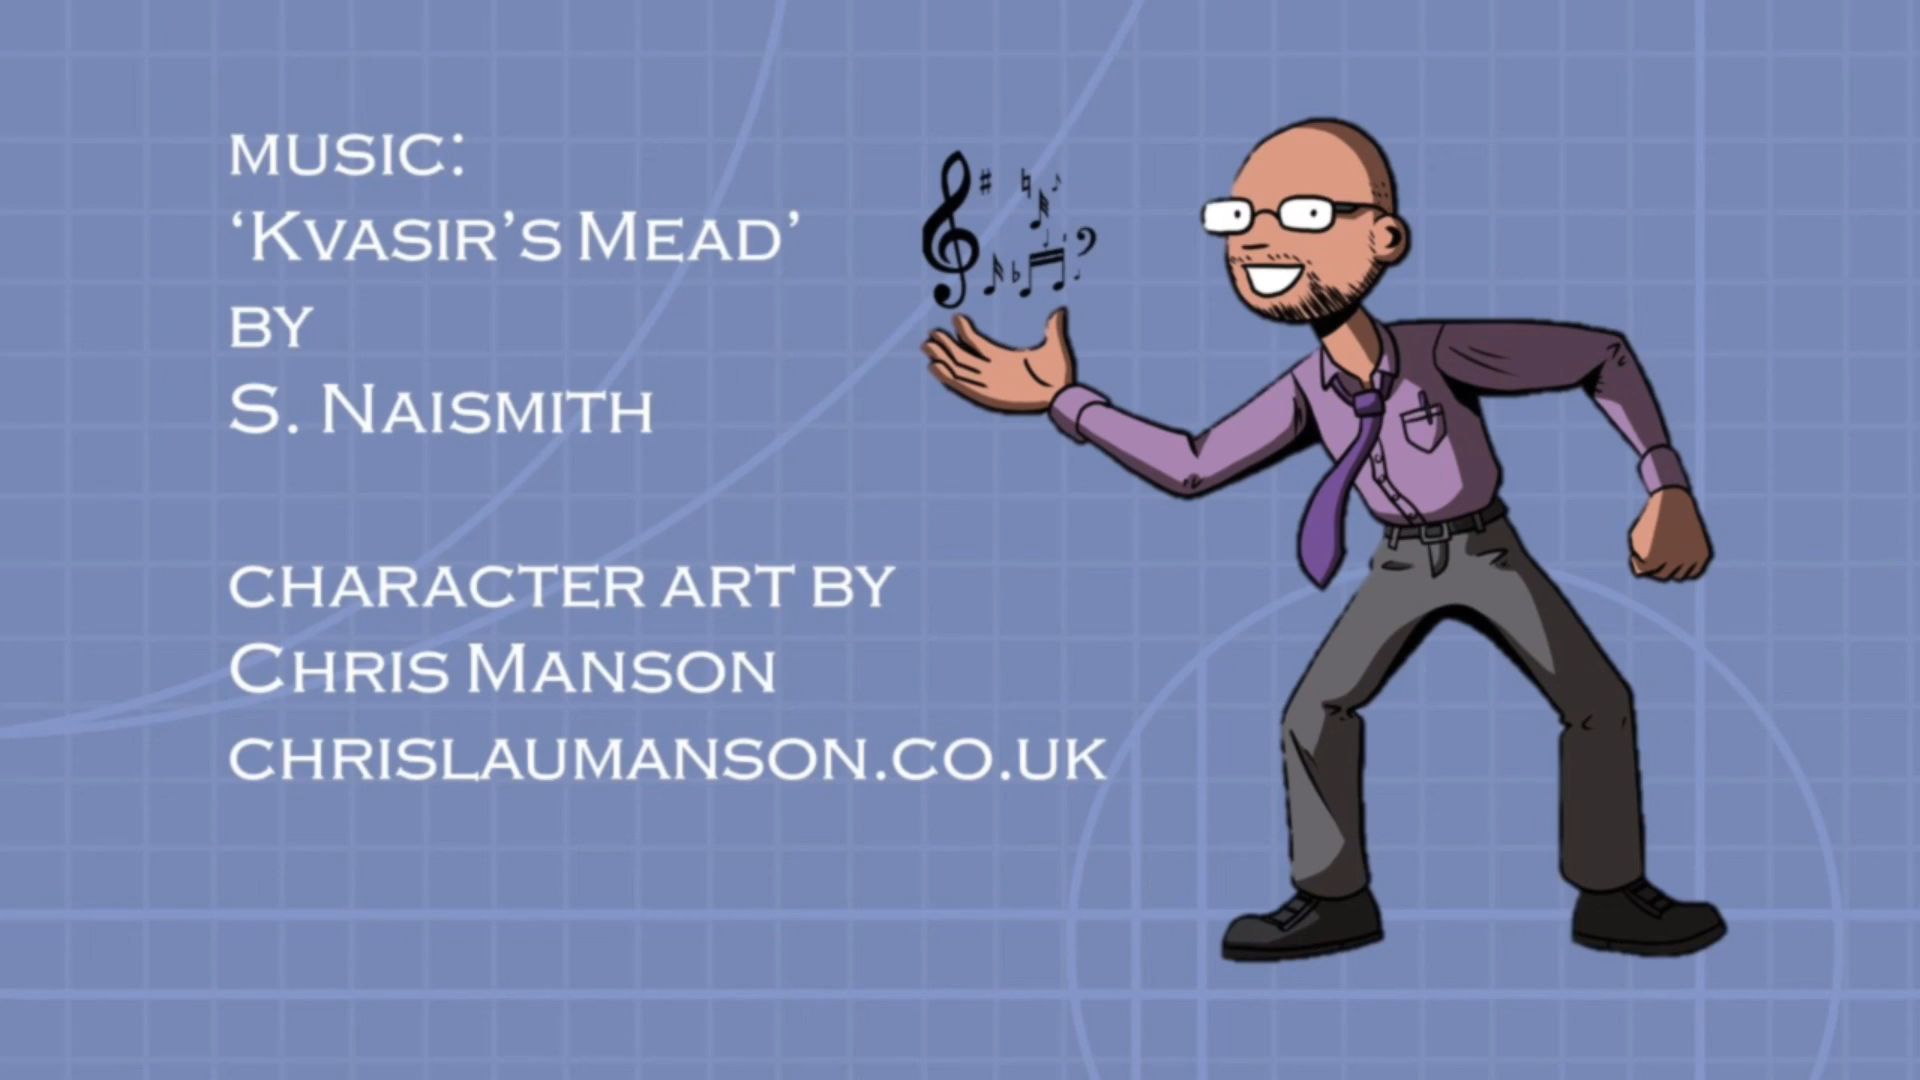 MUSIC:
‘KVASIR’S MEAD’
BY
S. NAISMITH
CHARACTER ART BY
CHRIS MANSON
CHRISLAUMANSON.CO.UK